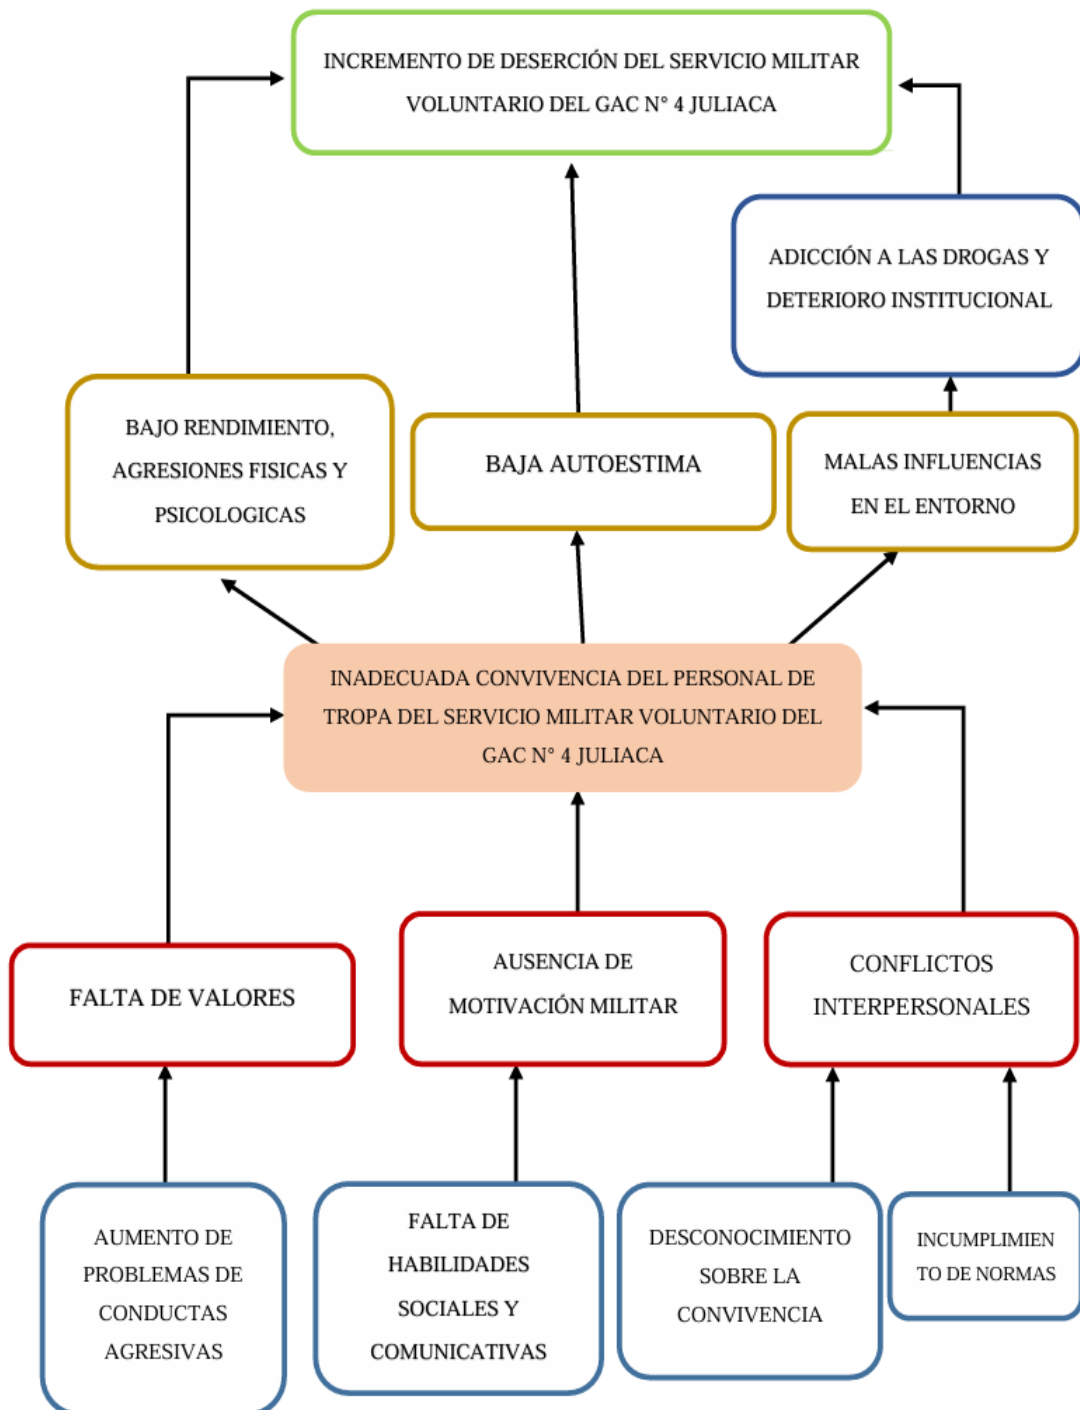 INCREMENTO DE DESERCIÓN DEL SERVICIO MILITAR
VOLUNTARIO DEL GAC N° 4 JULIACA
ADICCIÓN A LAS DROGAS Y
DETERIORO INSTITUCIONAL
BAJO RENDIMIENTO,
AGRESIONES FISICAS Y
PSICOLOGICAS
BAJA AUTOESTIMA
MALAS INFLUENCIAS
EN EL ENTORNO
INADECUADA CONVIVENCIA DEL PERSONAL DE
TROPA DEL SERVICIO MILITAR VOLUNTARIO DEL
GAC N° 4 JULIACA
FALTA DE VALORES
AUSENCIA DE
MOTIVACIÓN MILITAR
CONFLICTOS
INTERPERSONALES
AUMENTO DE
PROBLEMAS DE
CONDUCTAS
AGRESIVAS
FALTA DE
HABILIDADES
SOCIALES Y
COMUNICATIVAS
DESCONOCIMIENTO
SOBRE LA
CONVIVENCIA
INCUMPLIMIEN
TO DE NORMAS